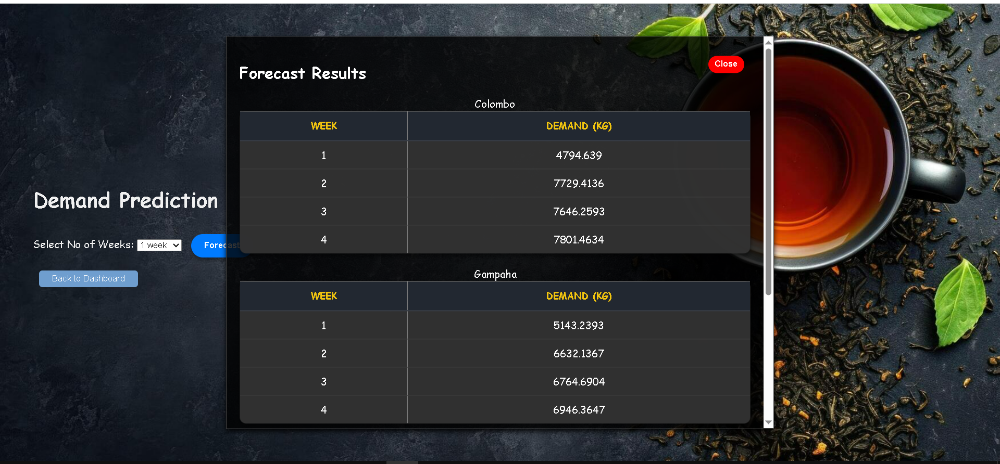 Demand Prediction
Select No of Weeks: 1 week Forecast
Back to Dashboard
Forecast Results
Close
Colombo
WEEK DEMAND (KG)
1 4794.639
2 7729.4136
3 7646.2593
4 7801.4634
Gampaha
WEEK DEMAND (KG)
1 5143.2393
2 6632.1367
3 6764.6904
4 6946.3647